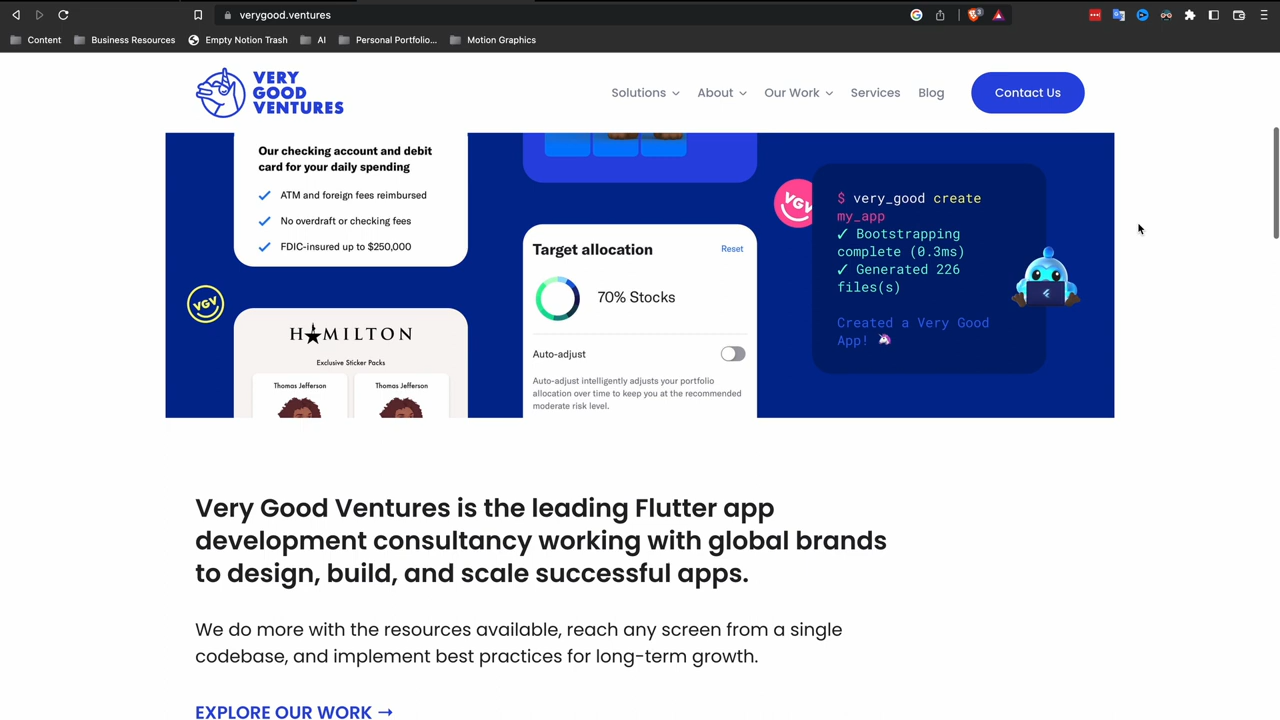 verygood.ventures
Content
Business Resources
Empty Notion Trash
AI
Personal Portfolio...
Motion Graphics
VERY
GOOD
VENTURES
Solutions
About
Our Work
Services
Blog
Contact Us
Our checking account and debit
card for your daily spending
ATM and foreign fees reimbursed
No overdraft or checking fees
FDIC-insured up to $250,000
VGV
HAMILTON
Exclusive Sticker Packs
Thomas Jefferson
Thomas Jefferson
Target allocation
Reset
70% Stocks
Auto-adjust
Auto-adjust intelligently adjusts your portfolio
allocation over time to keep you at the recommended
moderate risk level.
VGV
$ very_good create
my_app
✓ Bootstrapping
complete (0.3ms)
✓ Generated 226
files(s)
Created a Very Good
App! 🦄
Very Good Ventures is the leading Flutter app
development consultancy working with global brands
to design, build, and scale successful apps.
We do more with the resources available, reach any screen from a single
codebase, and implement best practices for long-term growth.
EXPLORE OUR WORK →